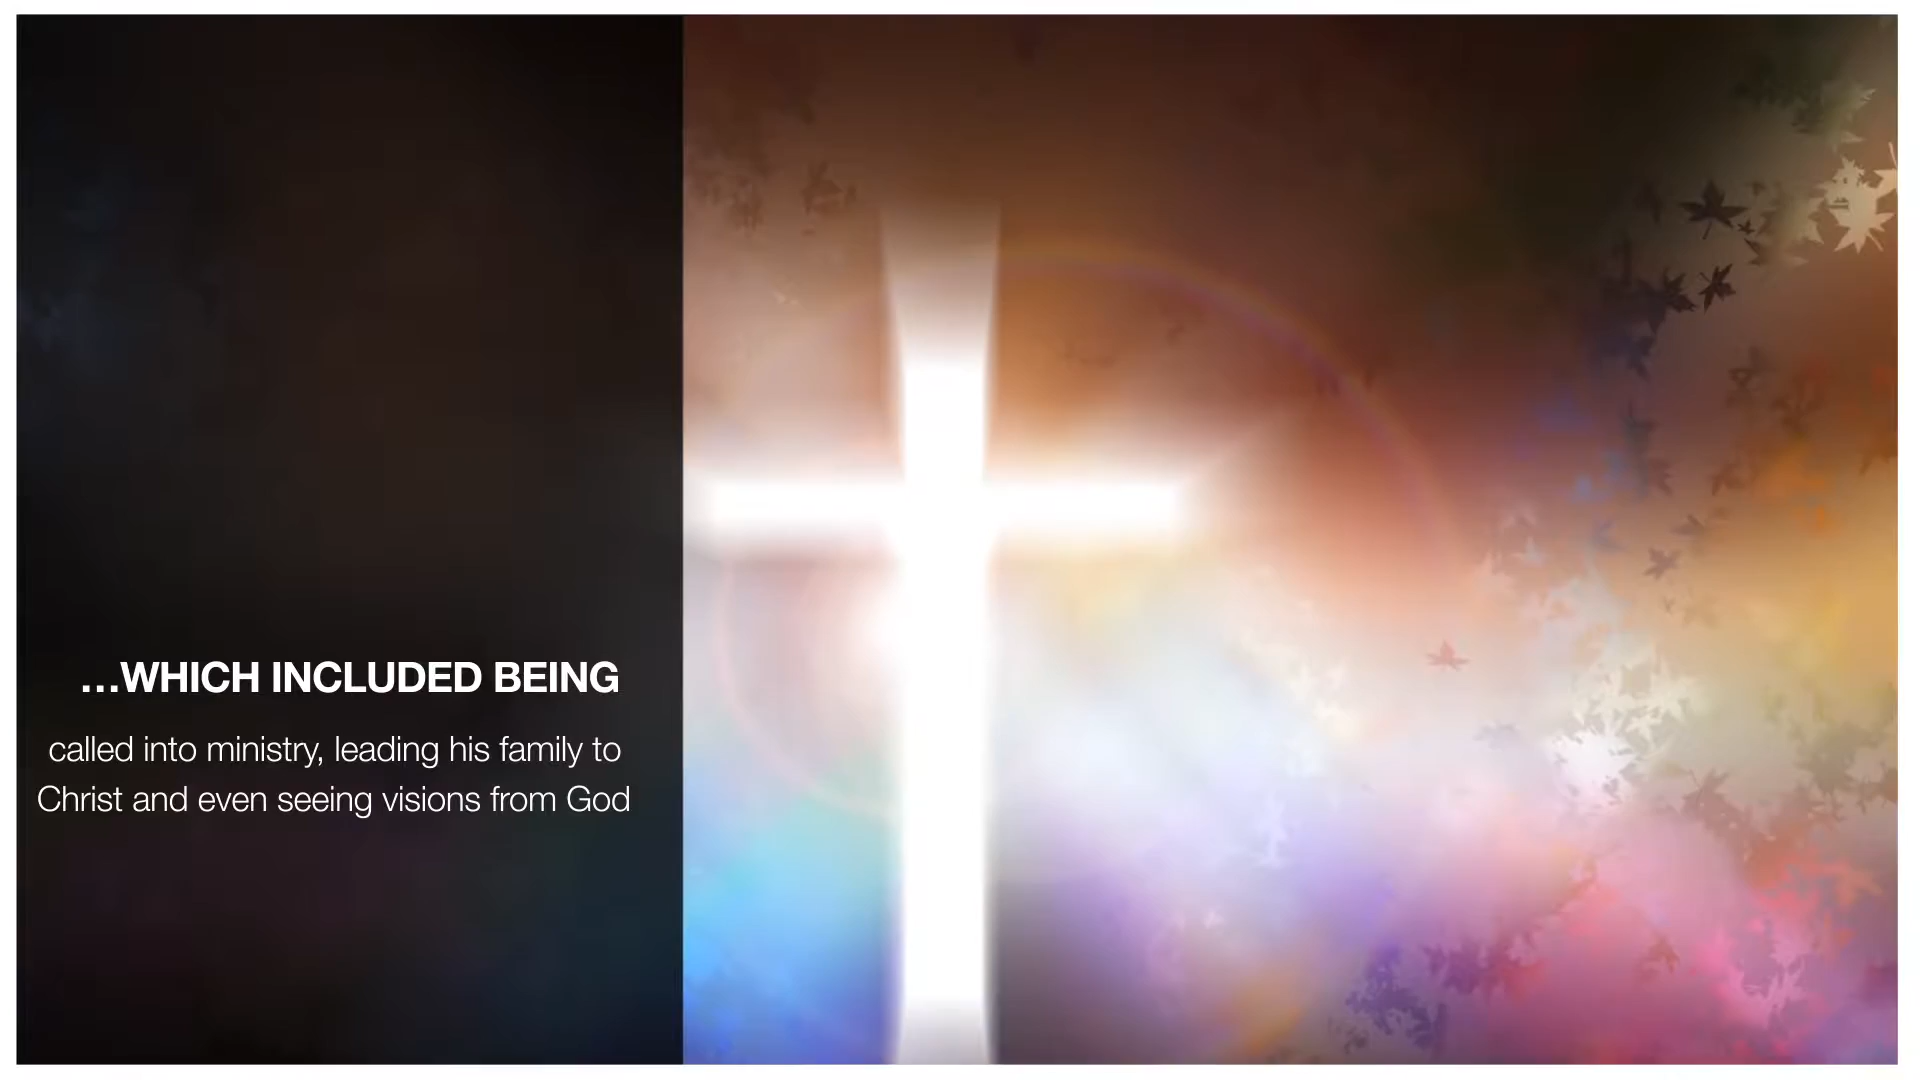 …WHICH INCLUDED BEING
called into ministry, leading his family to
Christ and even seeing visions from God